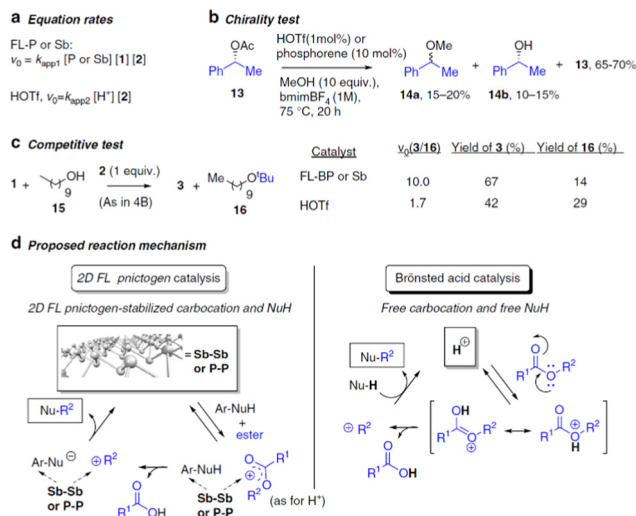 a Equation rates
FL-P or Sb:
v0 = kapp1 [P or Sb] [1] [2]
HOTf, v0=kapp2 [H+] [2]
b Chirality test
OAc
Ph Me
13
HOTf(1mol%) or
phosphorene (10 mol%)
MeOH (10 equiv.),
bmimBF4 (1M),
75 °C, 20 h
OMe
Ph Me
14a, 15–20%
+
OH
Ph Me
14b, 10–15%
+ 13, 65-70%
c Competitive test
1 + OH
9
15
2 (1 equiv.)
(As in 4B)
3 + Me OtBu
9
16
Catalyst v0(3/16) Yield of 3 (%) Yield of 16 (%)
FL-BP or Sb 10.0 67 14
HOTf 1.7 42 29
d Proposed reaction mechanism
2D FL pnictogen catalysis
2D FL pnictogen-stabilized carbocation and NuH
= Sb-Sb
or P-P
Nu-R2
Ar-NuH
+
ester
Ar-Nu ⊖ ⊕ R2
Sb-Sb
or P-P
O
R1 OH
Ar-NuH
Sb-Sb
or P-P
O R1
⊕
O
R2
(as for H+)
Brönsted acid catalysis
Free carbocation and free NuH
H⊕
Nu-R2
Nu-H
O
R1 O R2
⊕ R2
O
R1 OH
OH
R1 O R2
⊕
O
R1 O R2
⊕
H